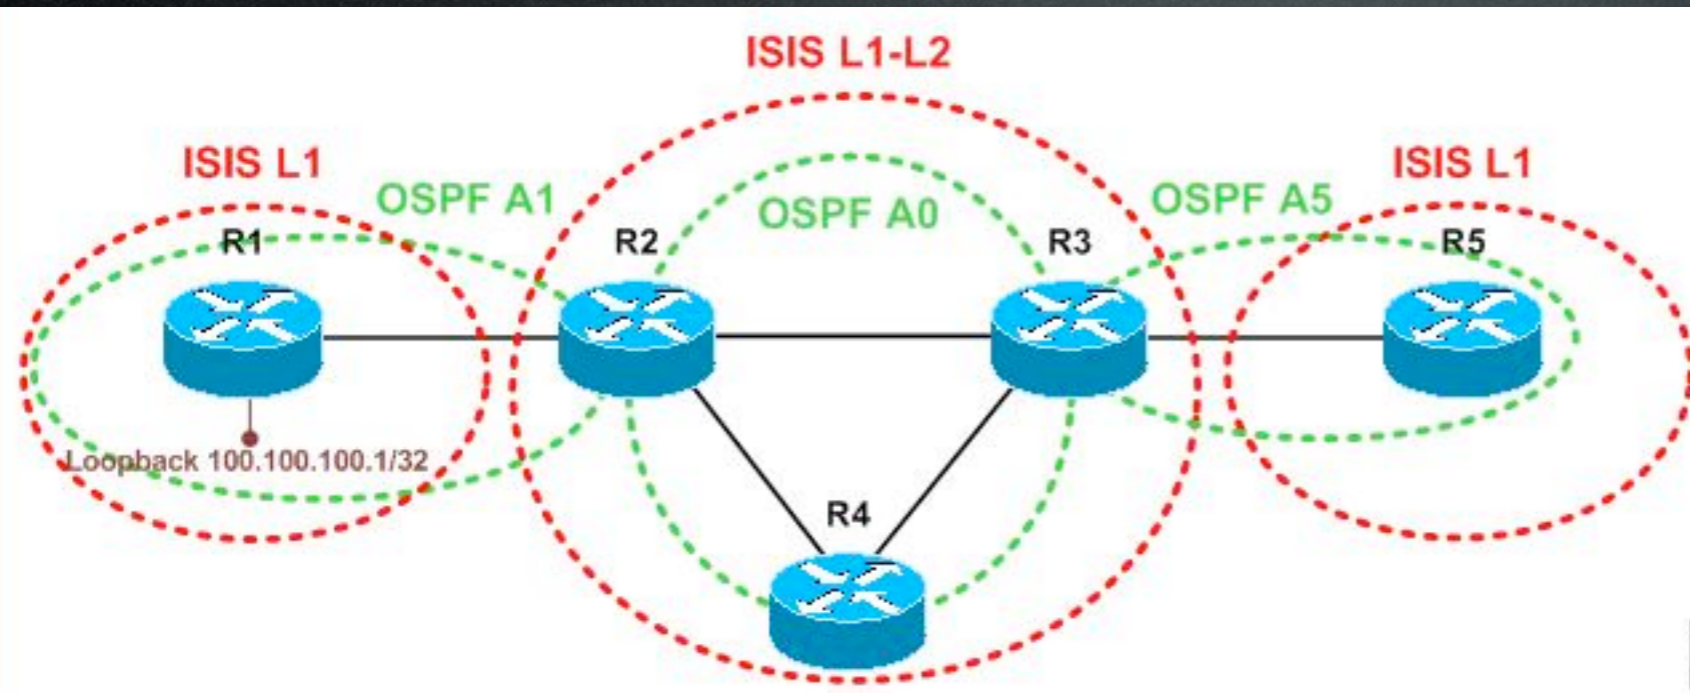 ISIS L1-L2
ISIS L1
OSPF A1
OSPF A0
OSPF A5
ISIS L1
R1
R2
R3
R5
Loopback 100.100.100.1/32
R4